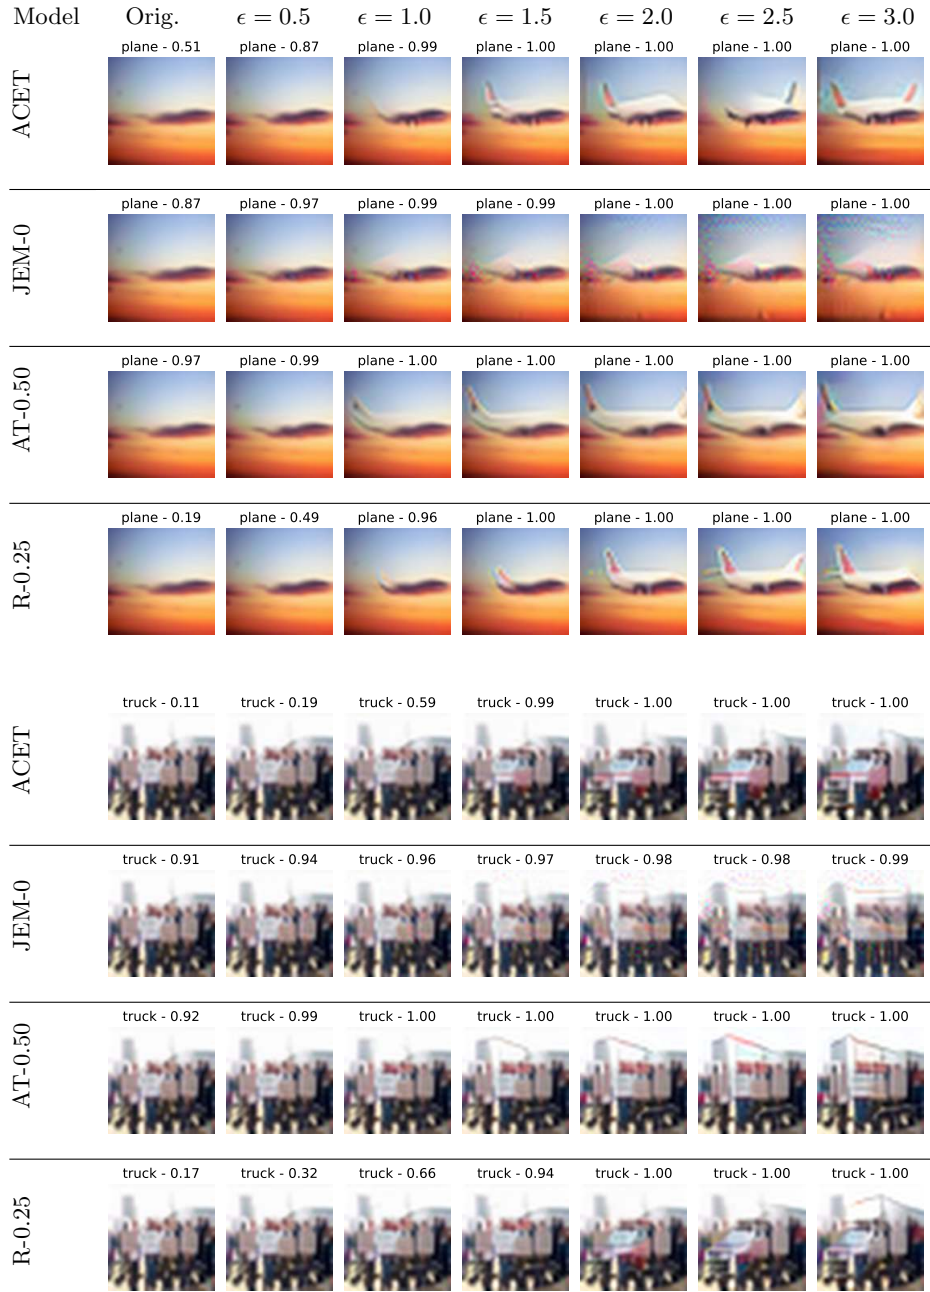 Model Orig. ϵ = 0.5 ϵ = 1.0 ϵ = 1.5 ϵ = 2.0 ϵ = 2.5 ϵ = 3.0
plane - 0.51 plane - 0.87 plane - 0.99 plane - 1.00 plane - 1.00 plane - 1.00 plane - 1.00
ACET
plane - 0.87 plane - 0.97 plane - 0.99 plane - 0.99 plane - 1.00 plane - 1.00 plane - 1.00
JEM-0
plane - 0.97 plane - 0.99 plane - 1.00 plane - 1.00 plane - 1.00 plane - 1.00 plane - 1.00
AT-0.50
plane - 0.19 plane - 0.49 plane - 0.96 plane - 1.00 plane - 1.00 plane - 1.00 plane - 1.00
R-0.25
truck - 0.11 truck - 0.19 truck - 0.59 truck - 0.99 truck - 1.00 truck - 1.00 truck - 1.00
ACET
truck - 0.91 truck - 0.94 truck - 0.96 truck - 0.97 truck - 0.98 truck - 0.98 truck - 0.99
JEM-0
truck - 0.92 truck - 0.99 truck - 1.00 truck - 1.00 truck - 1.00 truck - 1.00 truck - 1.00
AT-0.50
truck - 0.17 truck - 0.32 truck - 0.66 truck - 0.94 truck - 1.00 truck - 1.00 truck - 1.00
R-0.25